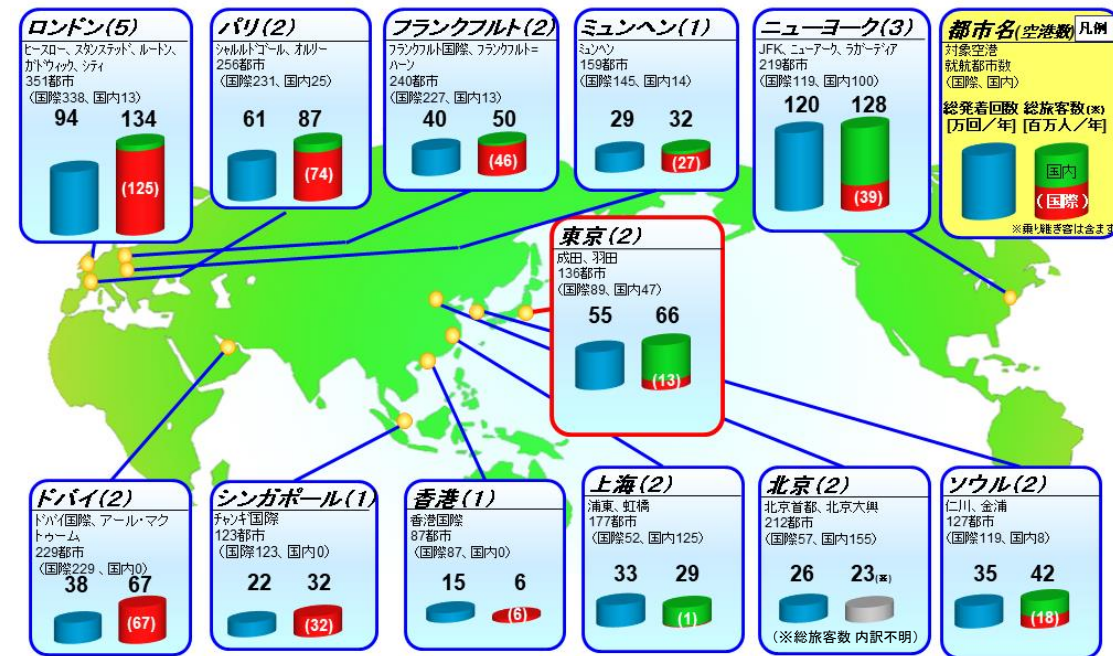 ロンドン(5)
ヒースロー、スタンステッド、ルートン、
ガトウィック、シティ
351都市
(国際338、国内13)
94 134
(125)
パリ(2)
シャルルドゴール、オルリー
256都市
(国際231、国内25)
61 87
(74)
フランクフルト(2)
フランクフルト国際、フランクフルト=
ハーン
240都市
(国際227、国内13)
40 50
(46)
ミュンヘン(1)
ミュンヘン
159都市
(国際145、国内14)
29 32
(27)
ニューヨーク(3)
JFK、ニューアーク、ラガーディア
219都市
(国際119、国内100)
120 128
(39)
都市名(空港数) 凡例
対象空港
就航都市数
(国際、国内)
総発着回数 総旅客数(※)
[万回/年] [百万人/年]
国内
(国際)
※乗り継ぎ客は含ます
東京(2)
成田、羽田
136都市
(国際89、国内47)
55 66
(13)
ドバイ(2)
ドバイ国際、アール・マク
トゥーム
229都市
(国際229、国内0)
38 67
(67)
シンガポール(1)
チャンギ国際
123都市
(国際123、国内0)
22 32
(32)
香港(1)
香港国際
87都市
(国際87、国内0)
15 6
(6)
上海(2)
浦東、虹橋
177都市
(国際52、国内125)
33 29
(1)
北京(2)
北京首都、北京大興
212都市
(国際57、国内155)
26 23(※)
(※総旅客数 内訳不明)
ソウル(2)
仁川、金浦
127都市
(国際119、国内8)
35 42
(18)